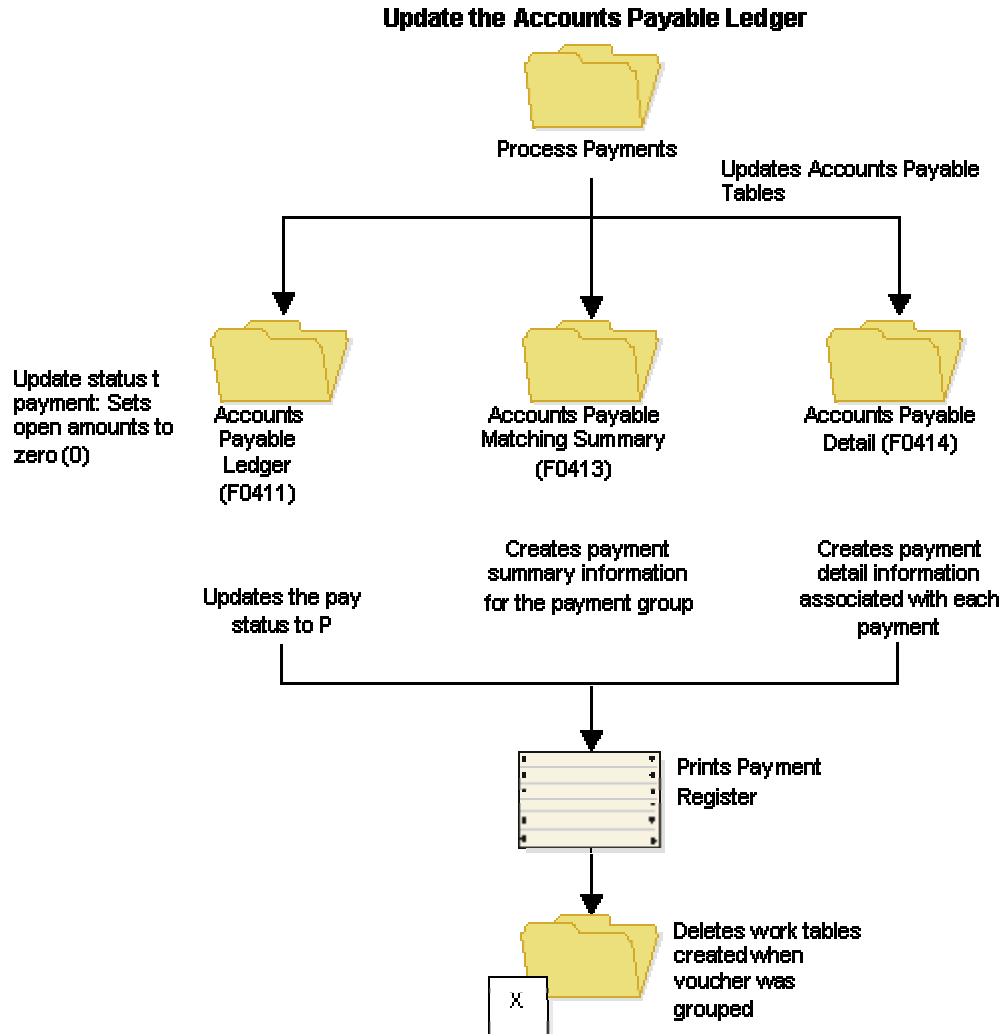 Update the Accounts Payable Ledger
Process Payments
Updates Accounts Payable
Tables
Update status t
payment: Sets
open amounts to
zero (0)
Accounts
Payable
Ledger
(F0411)
Accounts Payable
Matching Summary
(F0413)
Accounts Payable
Detail (F0414)
Updates the pay
status to P
Creates payment
summary information
for the payment group
Creates payment
detail information
associated with each
payment
Prints Payment
Register
Deletes work tables
created when
voucher was
grouped
X